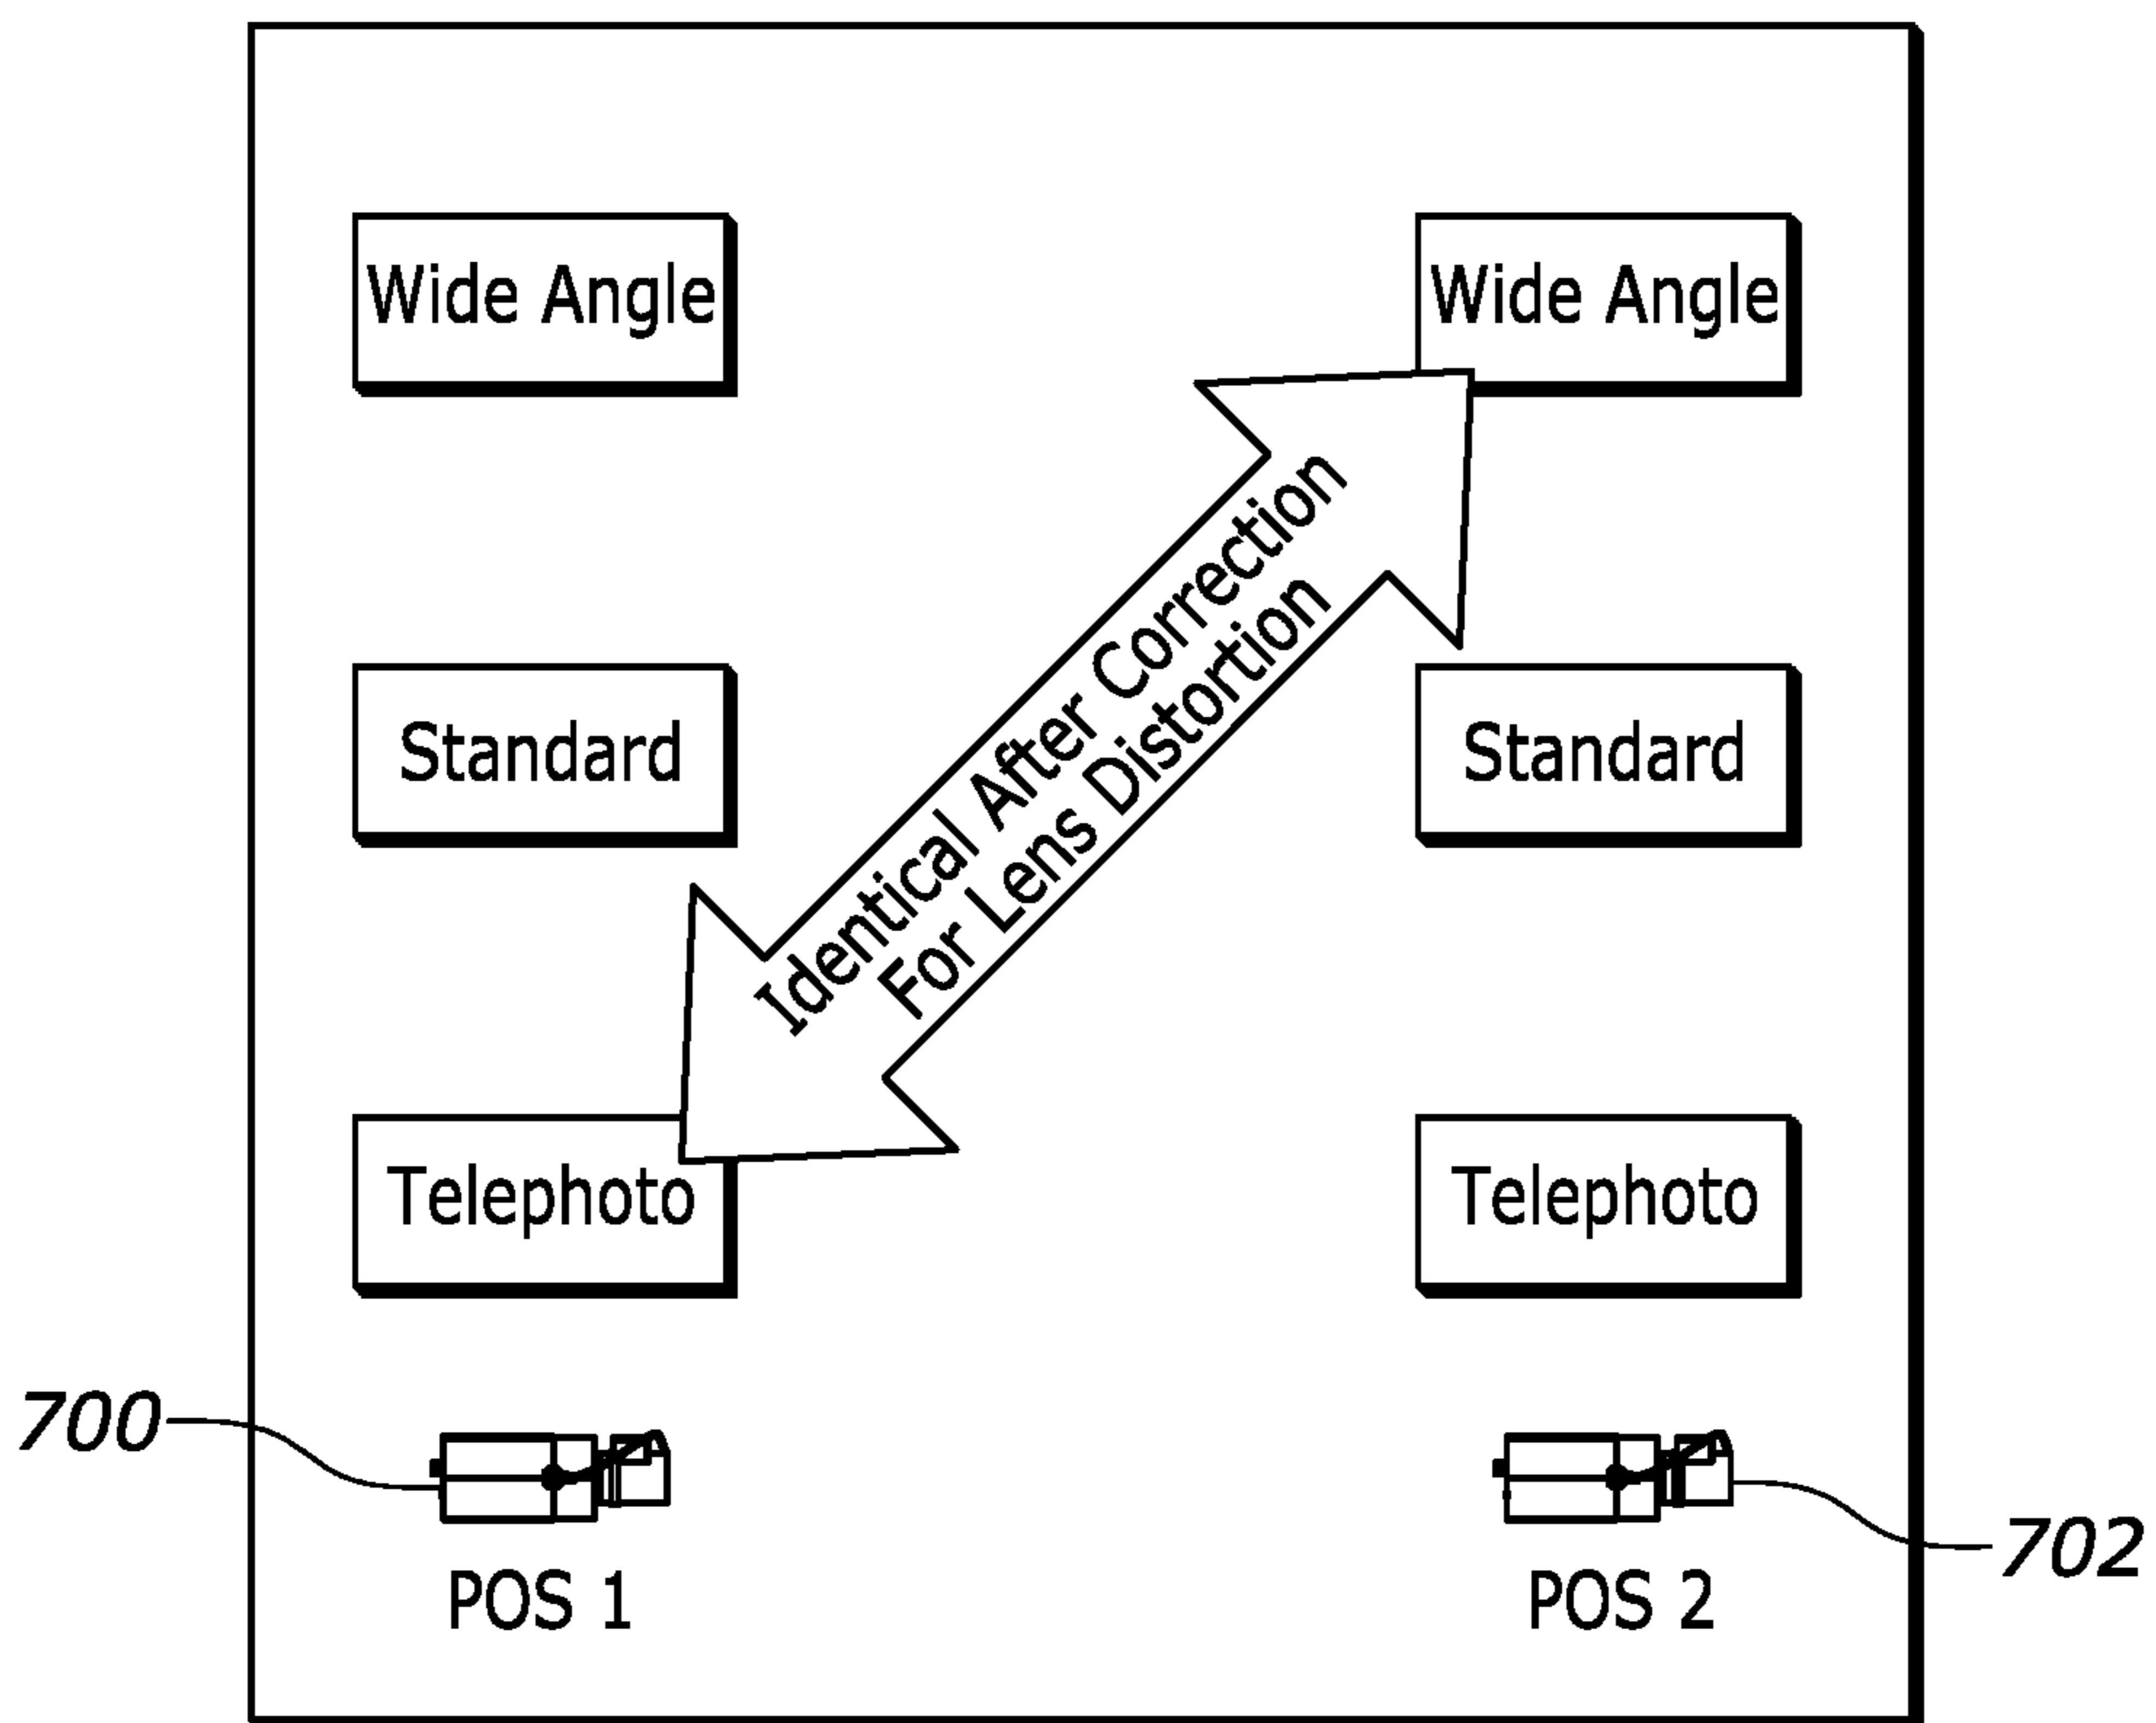 Wide Angle
Wide Angle
Identical After Correction
For Lens Distortion
Standard
Standard
Telephoto
Telephoto
700
702
POS 1
POS 2